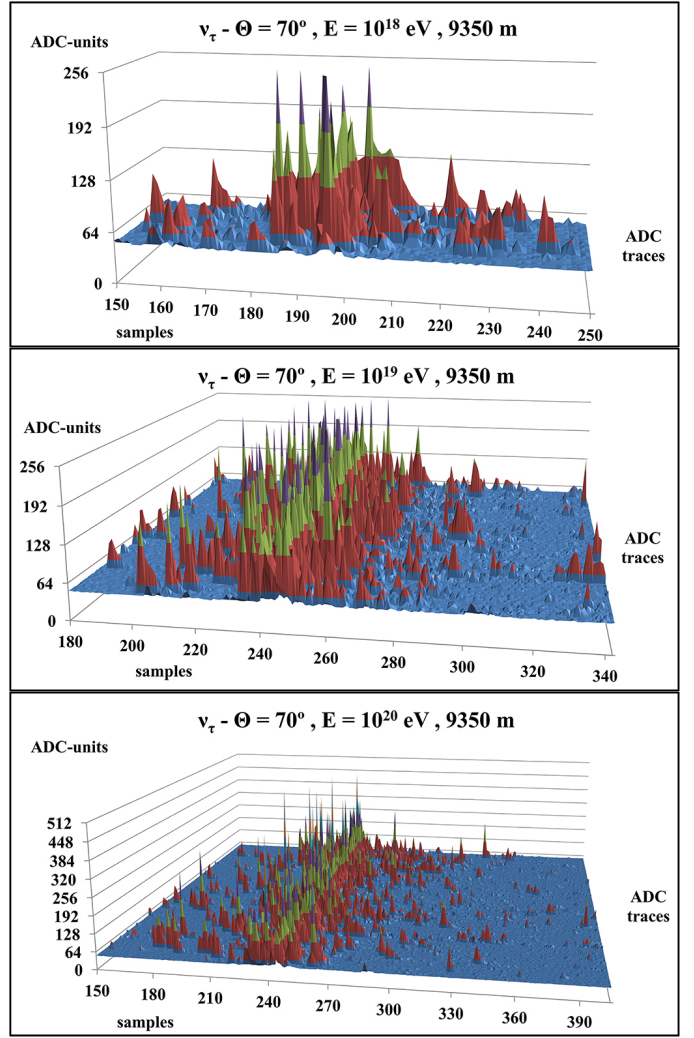 ν_τ - Θ = 70º , E = 10¹⁸ eV , 9350 m
ADC-units
256
192
128
64
0
150 160 170 180 190 200 210 220 230 240 250
samples
ADC
traces
ν_τ - Θ = 70º , E = 10¹⁹ eV , 9350 m
ADC-units
256
192
128
64
0
180 200 220 240 260 280 300 320 340
samples
ADC
traces
ν_τ - Θ = 70º , E = 10²⁰ eV , 9350 m
ADC-units
512
448
384
320
256
192
128
64
0
150 180 210 240 270 300 330 360 390
samples
ADC
traces